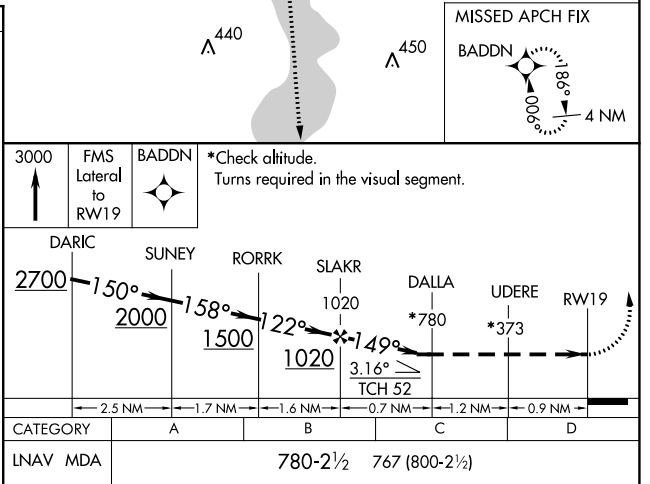 440
450
MISSED APCH FIX
BADDN
186°
006°
4 NM
3000
FMS
Lateral
to
RW19
BADDN
*Check altitude.
Turns required in the visual segment.
DARIC
SUNEY
RORRK
SLAKR
DALLA
UDERE
RW19
2700
150°
2000
158°
1500
122°
1020
1020
149°
*780
*373
3.16°
TCH 52
2.5 NM
1.7 NM
1.6 NM
0.7 NM
1.2 NM
0.9 NM
CATEGORY A B C D
LNAV MDA 780-2½ 767 (800-2½)